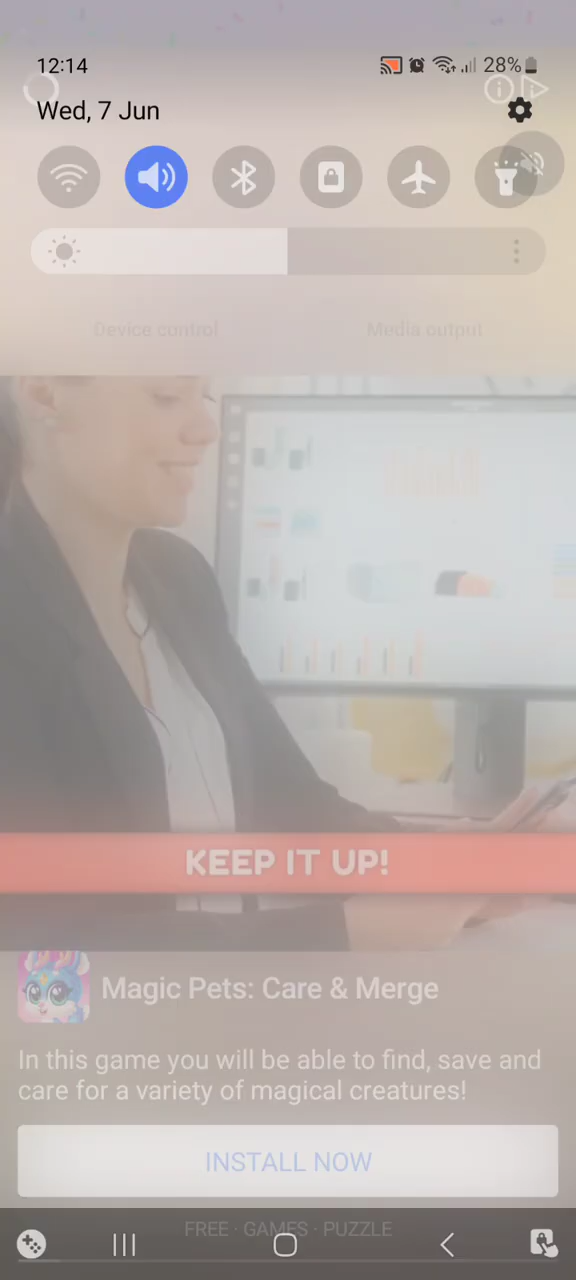 12:14
28%
Wed, 7 Jun
Device control
Media output
KEEP IT UP!
Magic Pets: Care & Merge
In this game you will be able to find, save and
care for a variety of magical creatures!
INSTALL NOW
FREE · GAMES · PUZZLE